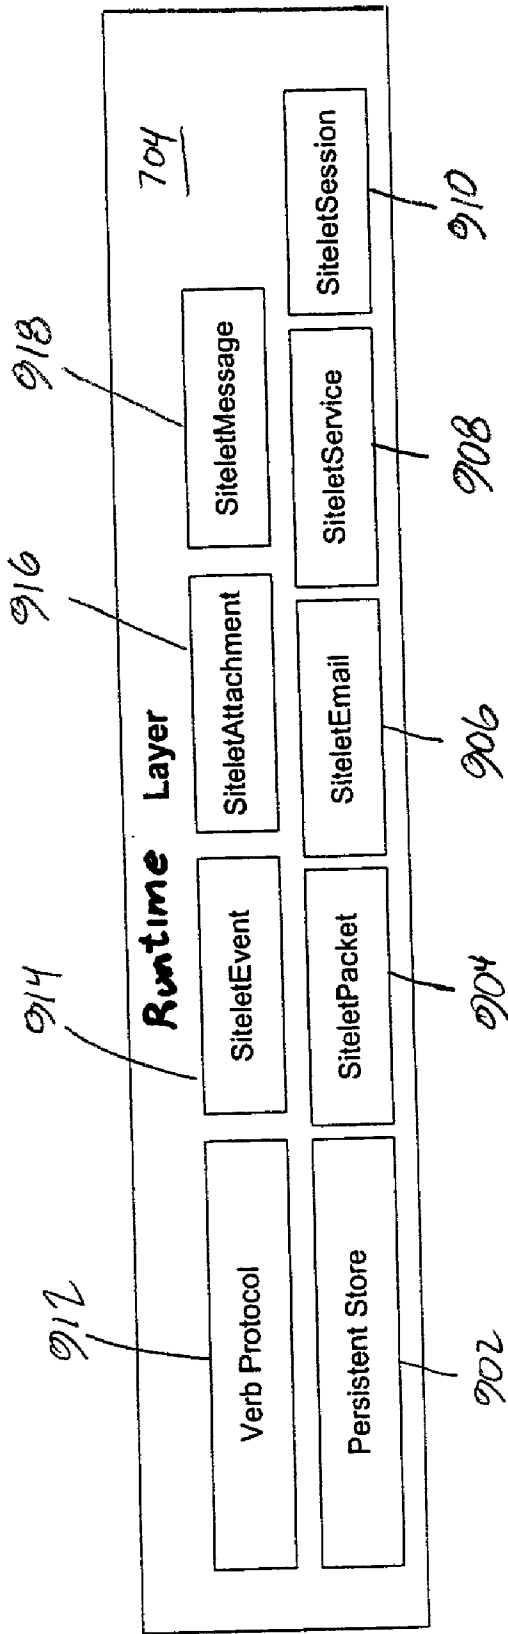 912 914 916 918
Runtime Layer 704
Verb Protocol SiteletEvent SiteletAttachment SiteletMessage
Persistent Store SiteletPacket SiteletEmail SiteletService SiteletSession
902 904 906 908 910